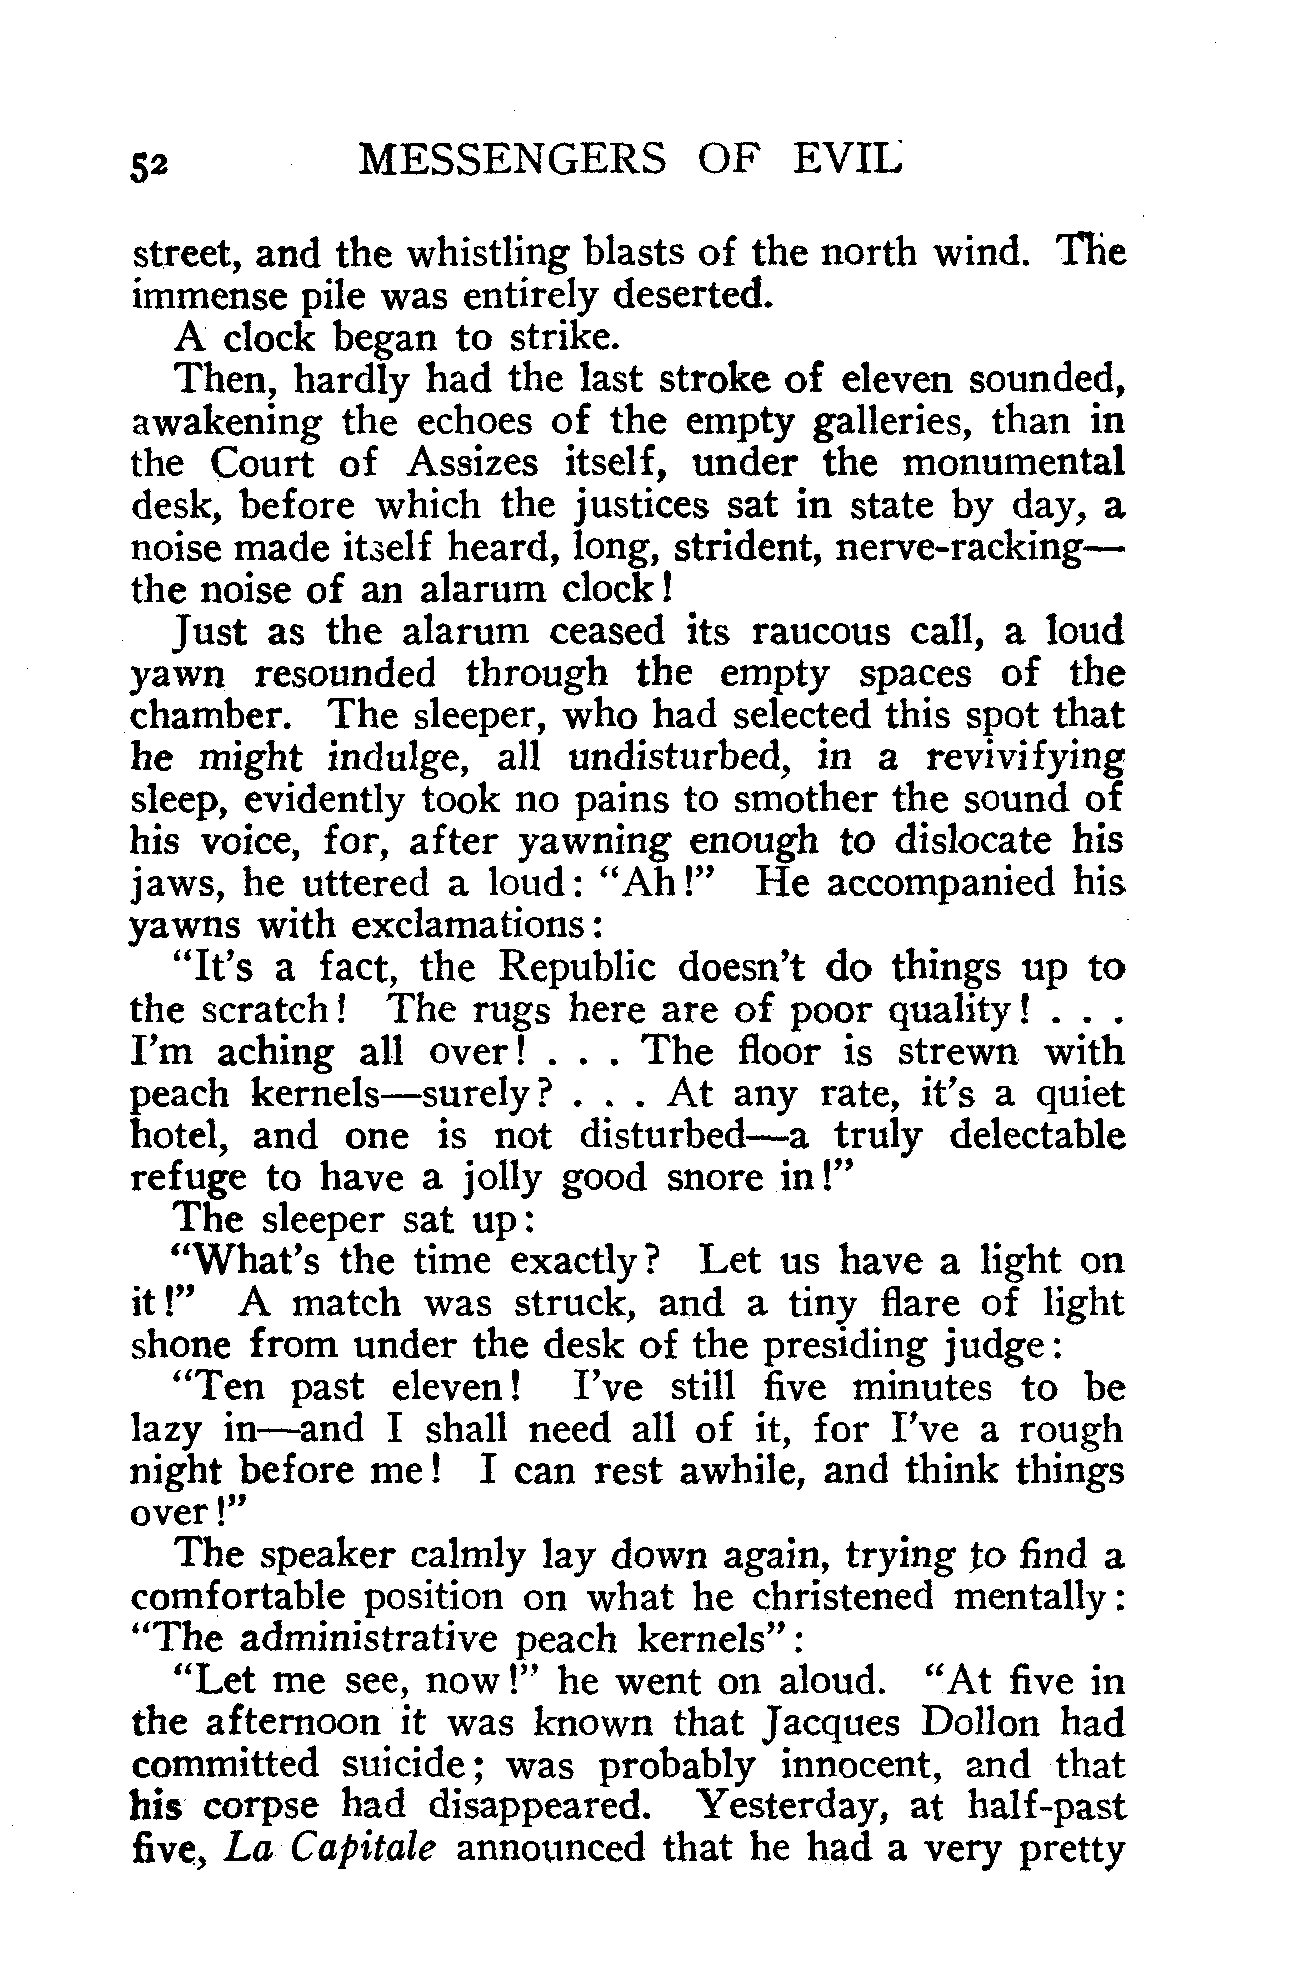 52 MESSENGERS OF EVIL
street, and the whistling blasts of the north wind. The
immense pile was entirely deserted.
A clock began to strike.
Then, hardly had the last stroke of eleven sounded,
awakening the echoes of the empty galleries, than in
the Court of Assizes itself, under the monumental
desk, before which the justices sat in state by day, a
noise made itself heard, long, strident, nerve-racking—
the noise of an alarum clock!
Just as the alarum ceased its raucous call, a loud
yawn resounded through the empty spaces of the
chamber. The sleeper, who had selected this spot that
he might indulge, all undisturbed, in a revivifying
sleep, evidently took no pains to smother the sound of
his voice, for, after yawning enough to dislocate his
jaws, he uttered a loud: "Ah!" He accompanied his
yawns with exclamations:
"It's a fact, the Republic doesn't do things up to
the scratch! The rugs here are of poor quality! . . .
I'm aching all over! . . . The floor is strewn with
peach kernels—surely? . . . At any rate, it's a quiet
hotel, and one is not disturbed—a truly delectable
refuge to have a jolly good snore in!"
The sleeper sat up:
"What's the time exactly? Let us have a light on
it!" A match was struck, and a tiny flare of light
shone from under the desk of the presiding judge:
"Ten past eleven! I've still five minutes to be
lazy in—and I shall need all of it, for I've a rough
night before me! I can rest awhile, and think things
over!"
The speaker calmly lay down again, trying to find a
comfortable position on what he christened mentally:
"The administrative peach kernels":
"Let me see, now!" he went on aloud. "At five in
the afternoon it was known that Jacques Dollon had
committed suicide; was probably innocent, and that
his corpse had disappeared. Yesterday, at half-past
five, La Capitale announced that he had a very pretty